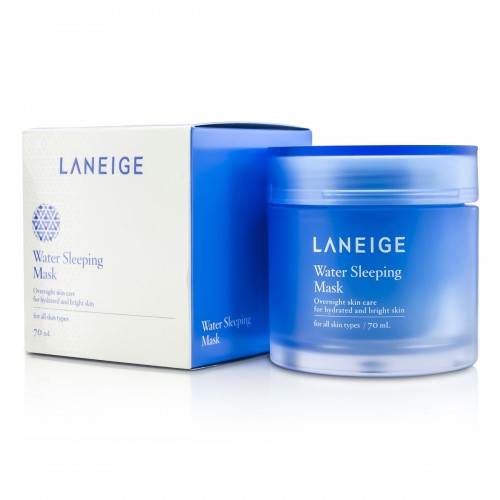 LANEIGE
Water Sleeping
Mask
Overnight skin care
for hydrated and bright skin
for all skin types
70 mL
Water Sleeping
Mask
LANEIGE
Water Sleeping
Mask
Overnight skin care
for hydrated and bright skin
for all skin types / 70 mL